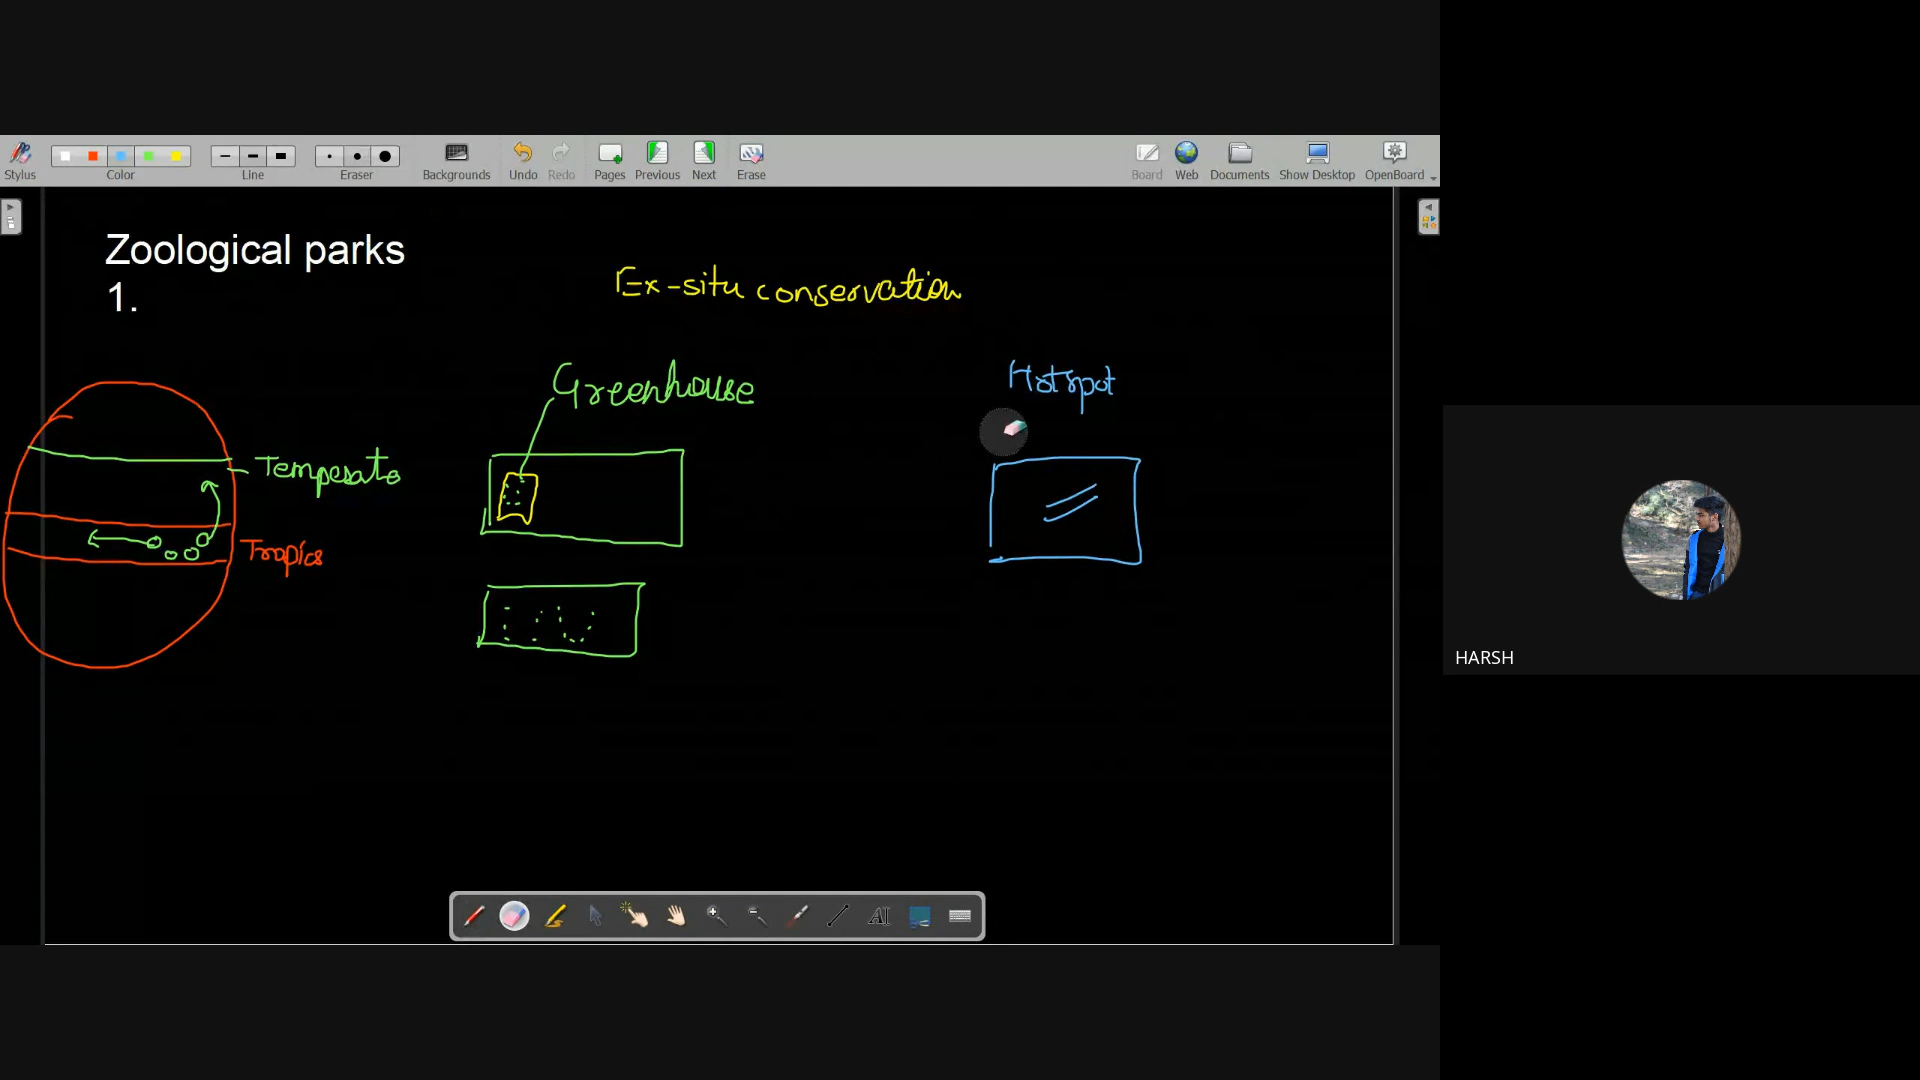 Stylus
Color
Line
Eraser
Backgrounds
Undo
Redo
Pages
Previous
Next
Erase
Board
Web
Documents
Show Desktop
OpenBoard
Zoological parks
1.
Ex-situ conservation
Greenhouse
Hotspot
Temperate
Tropics
HARSH
AI